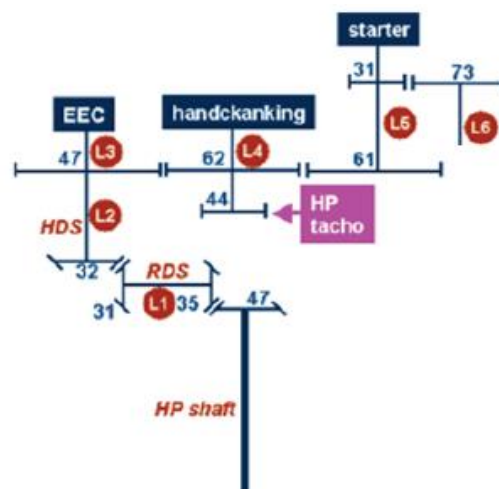 starter
31
73
EEC
handckanking
L5
L6
47
L3
62
L4
61
44
HP
tacho
L2
HDS
32
RDS
31
L1
35
47
HP shaft